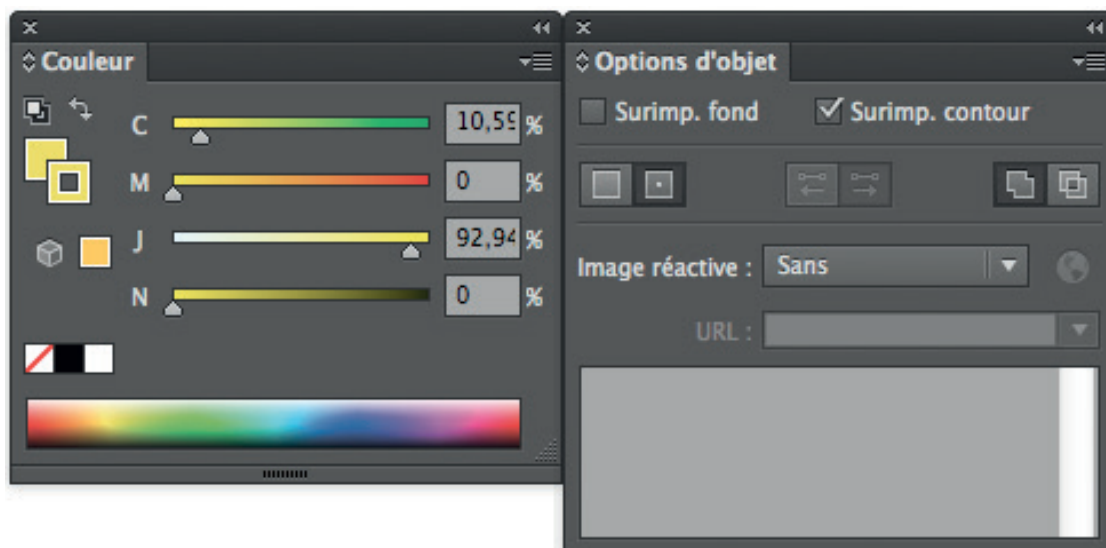 Couleur
C 10,59 %
M 0 %
J 92,94 %
N 0 %
Options d'objet
Surimp. fond Surimp. contour
Image réactive : Sans
URL :